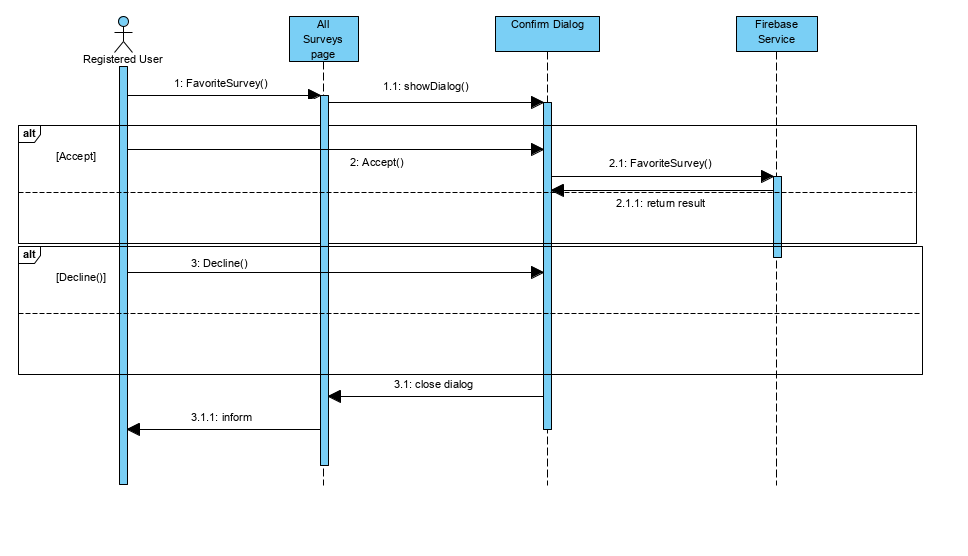 Registered User
All
Surveys
page
Confirm Dialog
Firebase
Service
1: FavoriteSurvey()
1.1: showDialog()
alt
[Accept]
2: Accept()
2.1: FavoriteSurvey()
2.1.1: return result
alt
[Decline()]
3: Decline()
3.1: close dialog
3.1.1: inform